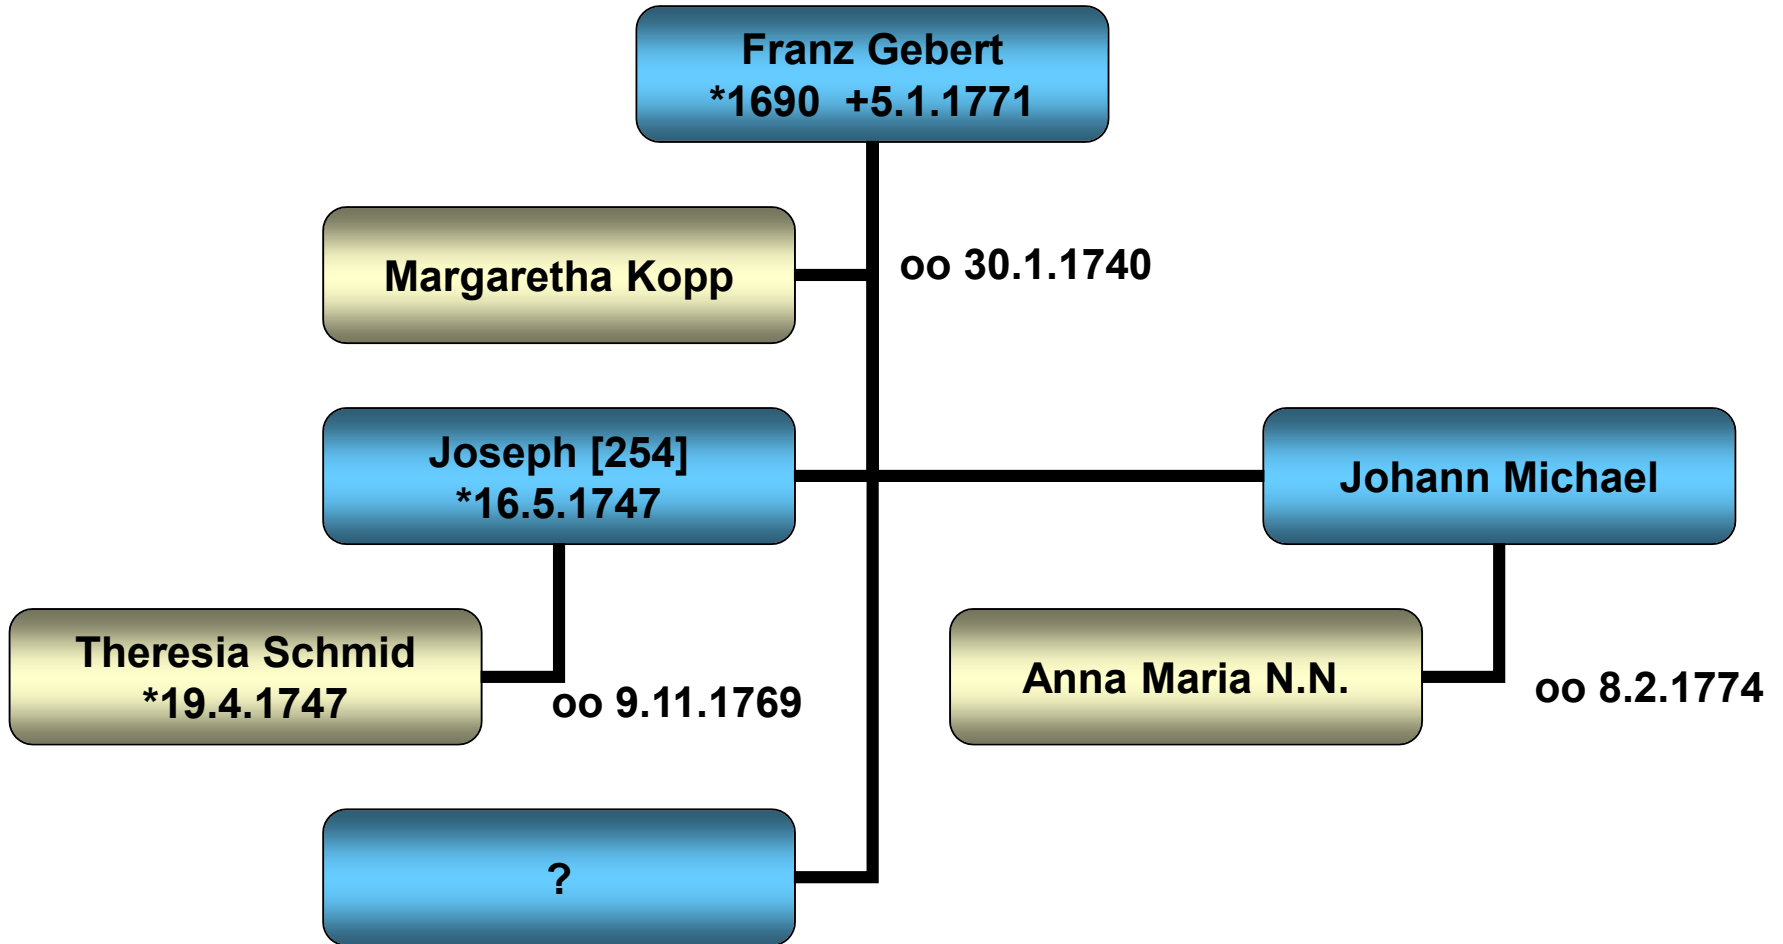 Franz Gebert
*1690  +5.1.1771
Margaretha Kopp
oo 30.1.1740
Joseph [254]
*16.5.1747
Johann Michael
Theresia Schmid
*19.4.1747
oo 9.11.1769
Anna Maria N.N.
oo 8.2.1774
?